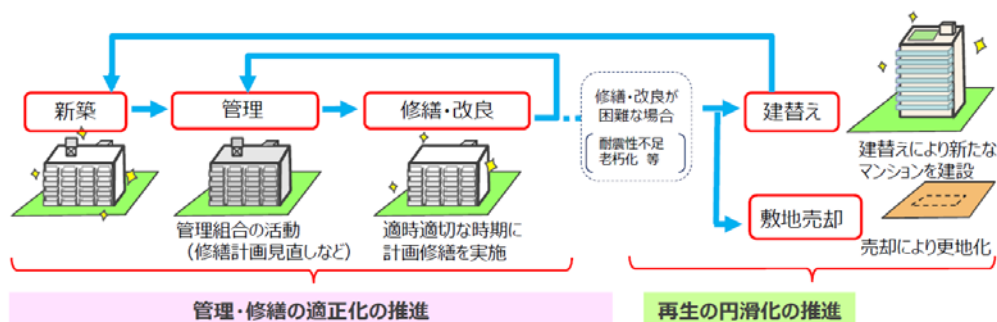 新築
管理
修繕・改良
修繕・改良が
困難な場合
耐震性不足
老朽化 等
建替え
建替えにより新たな
マンションを建設
管理組合の活動
(修繕計画見直しなど)
適時適切な時期に
計画修繕を実施
敷地売却
売却により更地化
管理・修繕の適正化の推進
再生の円滑化の推進